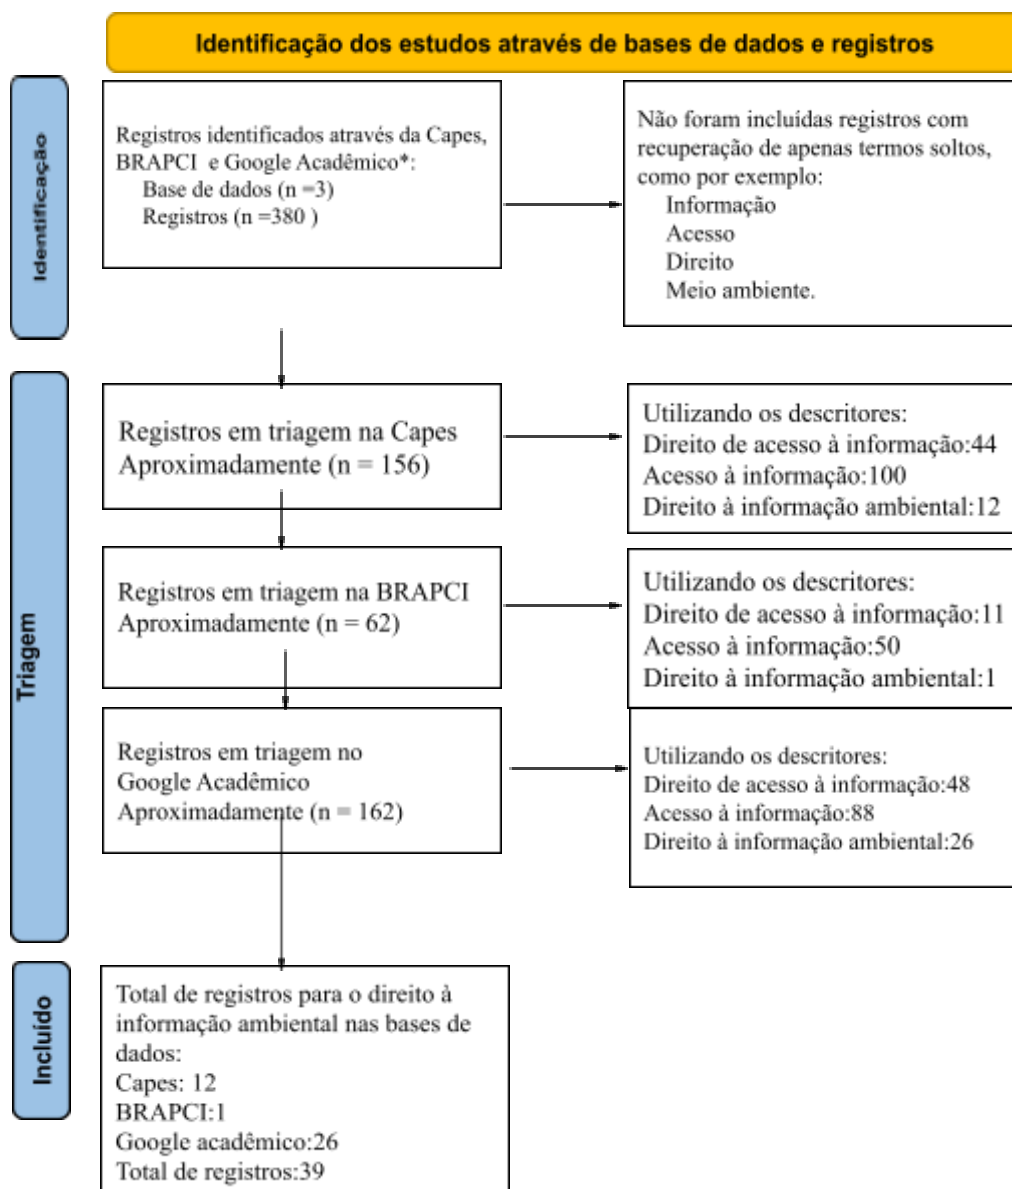 Identificação dos estudos através de bases de dados e registros
Identificação
Registros identificados através da Capes,
BRAPCI e Google Acadêmico*:
Base de dados (n =3)
Registros (n =380 )
Não foram incluídas registros com
recuperação de apenas termos soltos,
como por exemplo:
Informação
Acesso
Direito
Meio ambiente.
Triagem
Registros em triagem na Capes
Aproximadamente (n = 156)
Utilizando os descritores:
Direito de acesso à informação:44
Acesso à informação:100
Direito à informação ambiental:12
Registros em triagem na BRAPCI
Aproximadamente (n = 62)
Utilizando os descritores:
Direito de acesso à informação:11
Acesso à informação:50
Direito à informação ambiental:1
Registros em triagem no
Google Acadêmico
Aproximadamente (n = 162)
Utilizando os descritores:
Direito de acesso à informação:48
Acesso à informação:88
Direito à informação ambiental:26
Incluído
Total de registros para o direito à
informação ambiental nas bases de
dados:
Capes: 12
BRAPCI:1
Google acadêmico:26
Total de registros:39